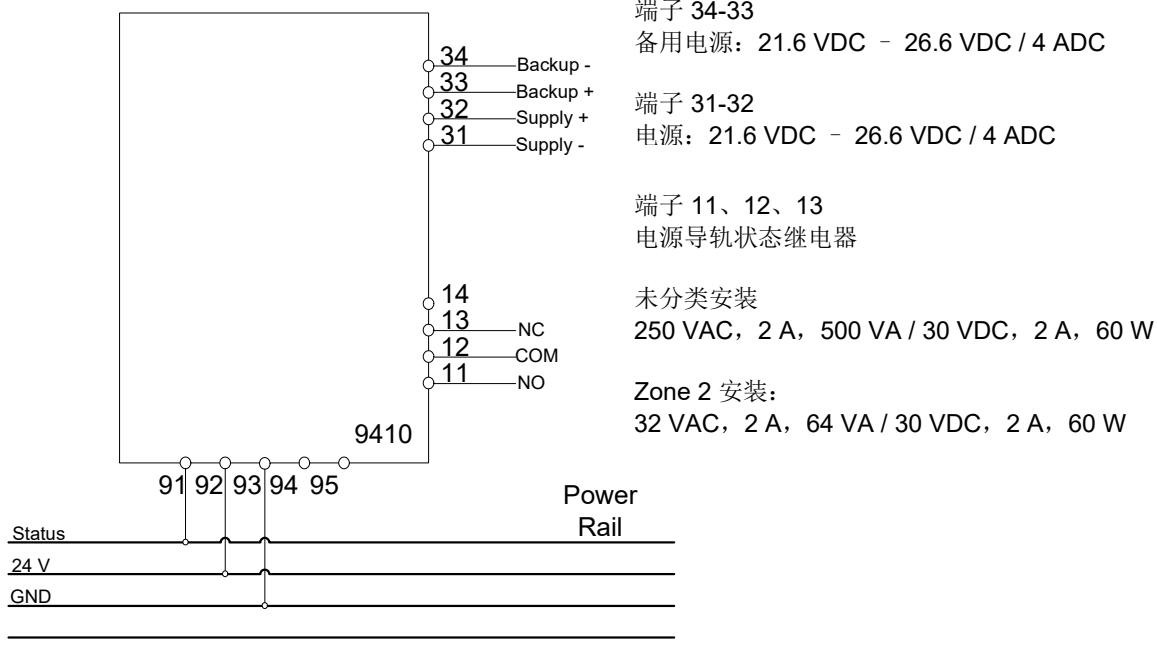 34
Backup -
33
Backup +
32
Supply +
31
Supply -
14
13
NC
12
COM
11
NO
9410
91 92 93 94 95
Power
Rail
Status
24 V
GND
端子 34-33
备用电源：21.6 VDC – 26.6 VDC / 4 ADC
端子 31-32
电源：21.6 VDC – 26.6 VDC / 4 ADC
端子 11、12、13
电源导轨状态继电器
未分类安装
250 VAC，2 A，500 VA / 30 VDC，2 A，60 W
Zone 2 安装：
32 VAC，2 A，64 VA / 30 VDC，2 A，60 W